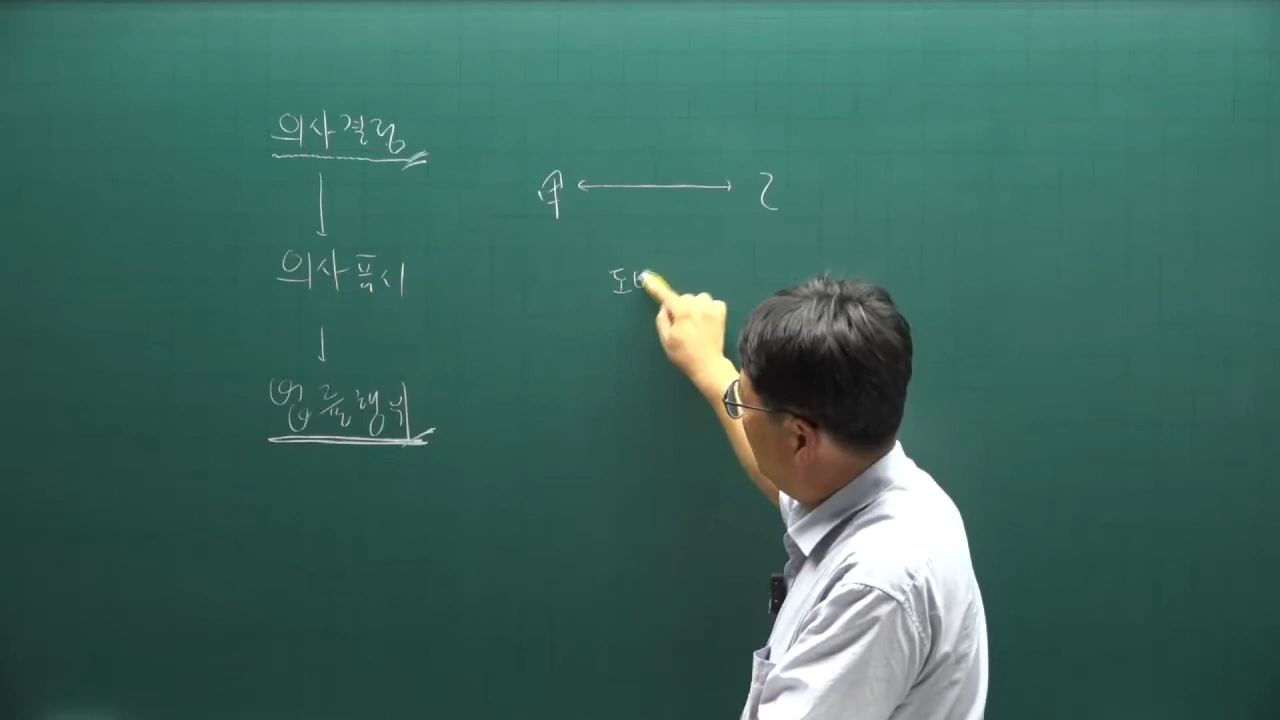 의사결정
의사표시
법률행위
甲 ↔ 乙
도